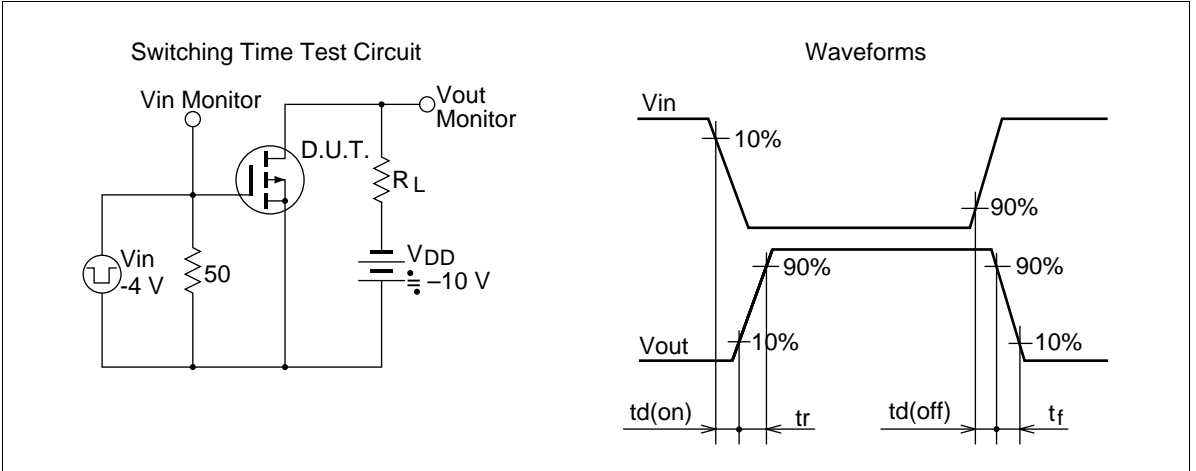 Switching Time Test Circuit
Vin Monitor
Vout
Monitor
D.U.T.
RL
Vin
-4 V
50
VDD
≒ –10 V
Waveforms
Vin
10%
90%
90%
90%
Vout
10%
10%
td(on)
tr
td(off)
tf